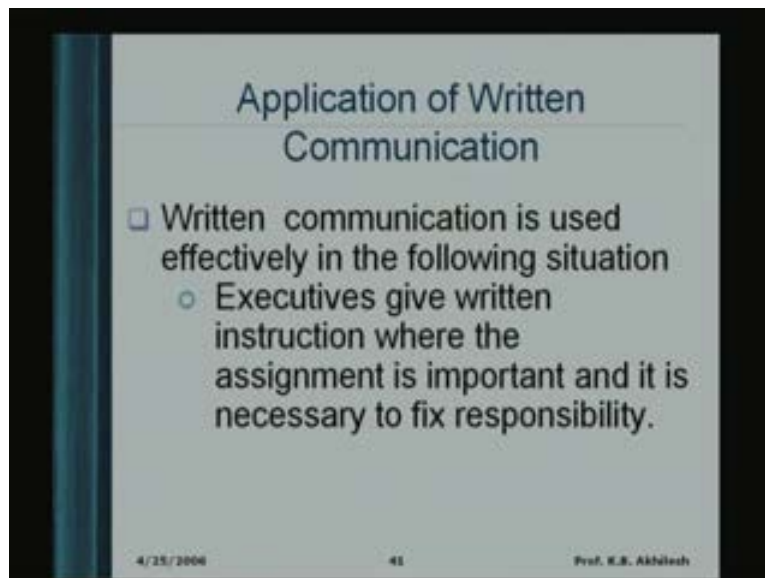 Application of Written
Communication
Written communication is used
effectively in the following situation
Executives give written
instruction where the
assignment is important and it is
necessary to fix responsibility.
4/25/2006 41 Prof. K.B. Akhilesh